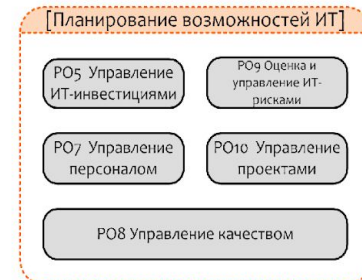 [Планирование возможностей ИТ]
PO5 Управление
ИТ-инвестициями
PO9 Оценка и
управление ИТ-
рисками
PO7 Управление
персоналом
PO10 Управление
проектами
PO8 Управление качеством